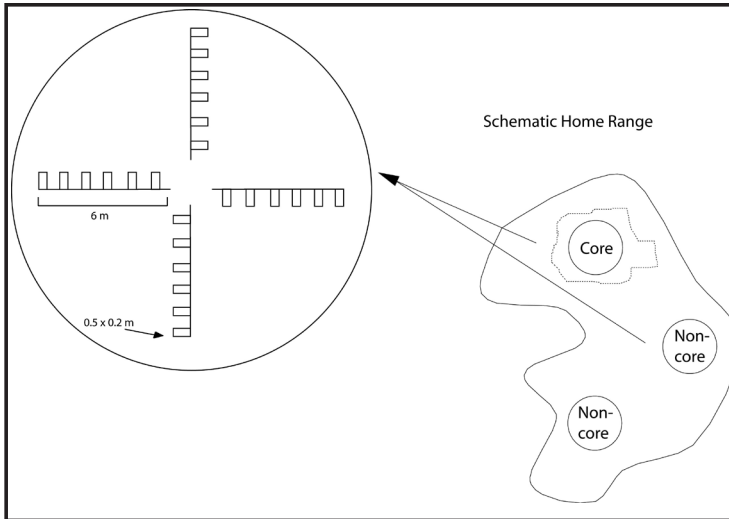 Schematic Home Range
6 m
0.5 x 0.2 m
Core
Non-
core
Non-
core